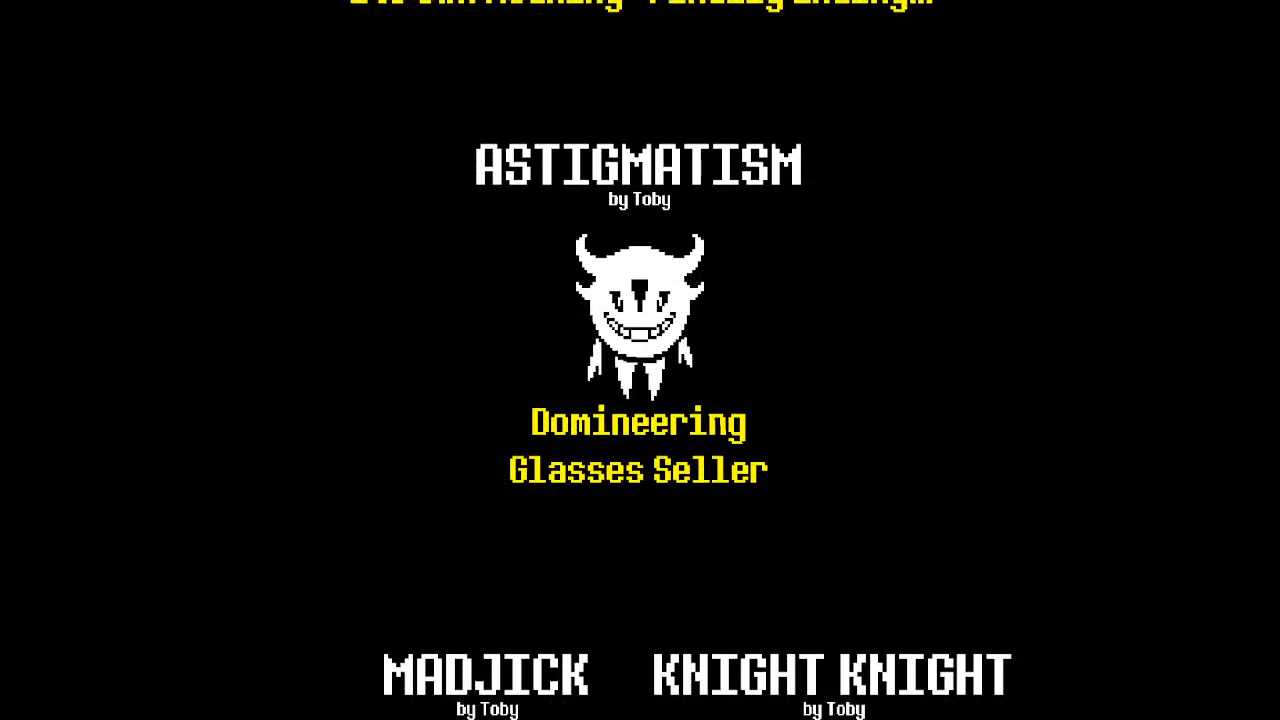 ASTIGMATISM
by Toby
Domineering
Glasses Seller
MADJICK KNIGHT KNIGHT
by Toby by Toby